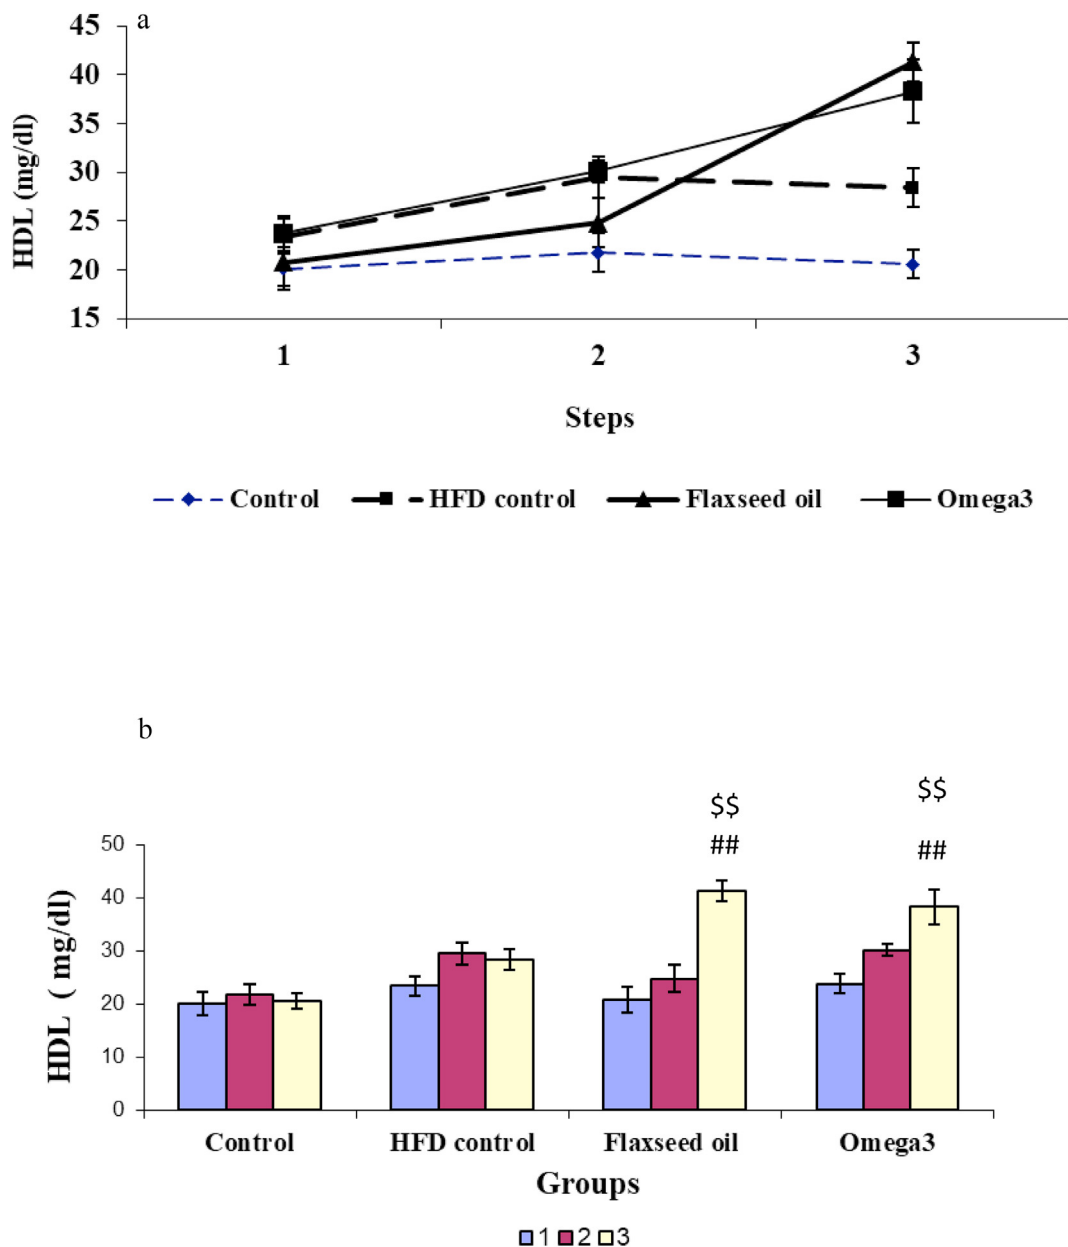 a
45
40
35
30
25
20
15
HDL (mg/dl)
1 2 3
Steps
Control HFD control Flaxseed oil Omega3
b
$$ $$
## ##
50
40
30
20
10
0
HDL ( mg/dl)
Control HFD control Flaxseed oil Omega3
Groups
1 2 3